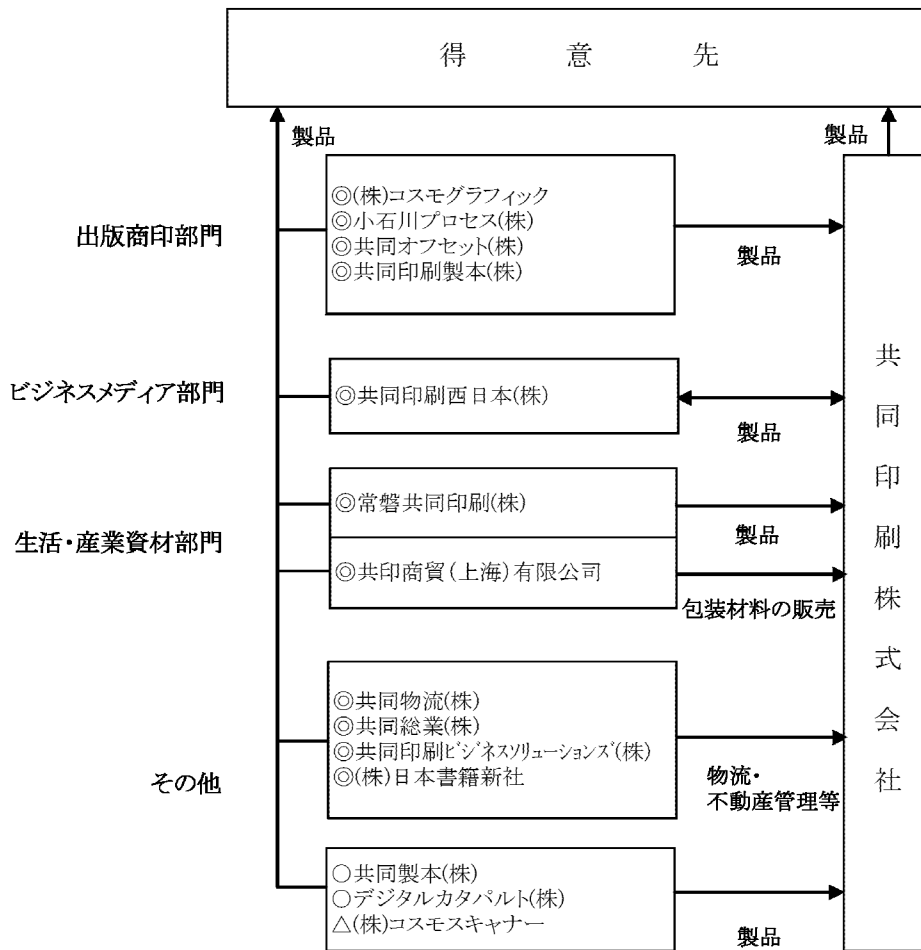 得意先
製品
製品
◎(株)コスモグラフィック
◎小石川プロセス(株)
◎共同オフセット(株)
◎共同印刷製本(株)
出版商印部門
製品
ビジネスメディア部門
◎共同印刷西日本(株)
製品
共同印刷株式会社
◎常磐共同印刷(株)
製品
生活・産業資材部門
◎共印商貿(上海)有限公司
包装材料の販売
◎共同物流(株)
◎共同総業(株)
◎共同印刷ビジネスソリューションズ(株)
◎(株)日本書籍新社
その他
物流・
不動産管理等
○共同製本(株)
○デジタルカタパルト(株)
△(株)コスモスキャナー
製品